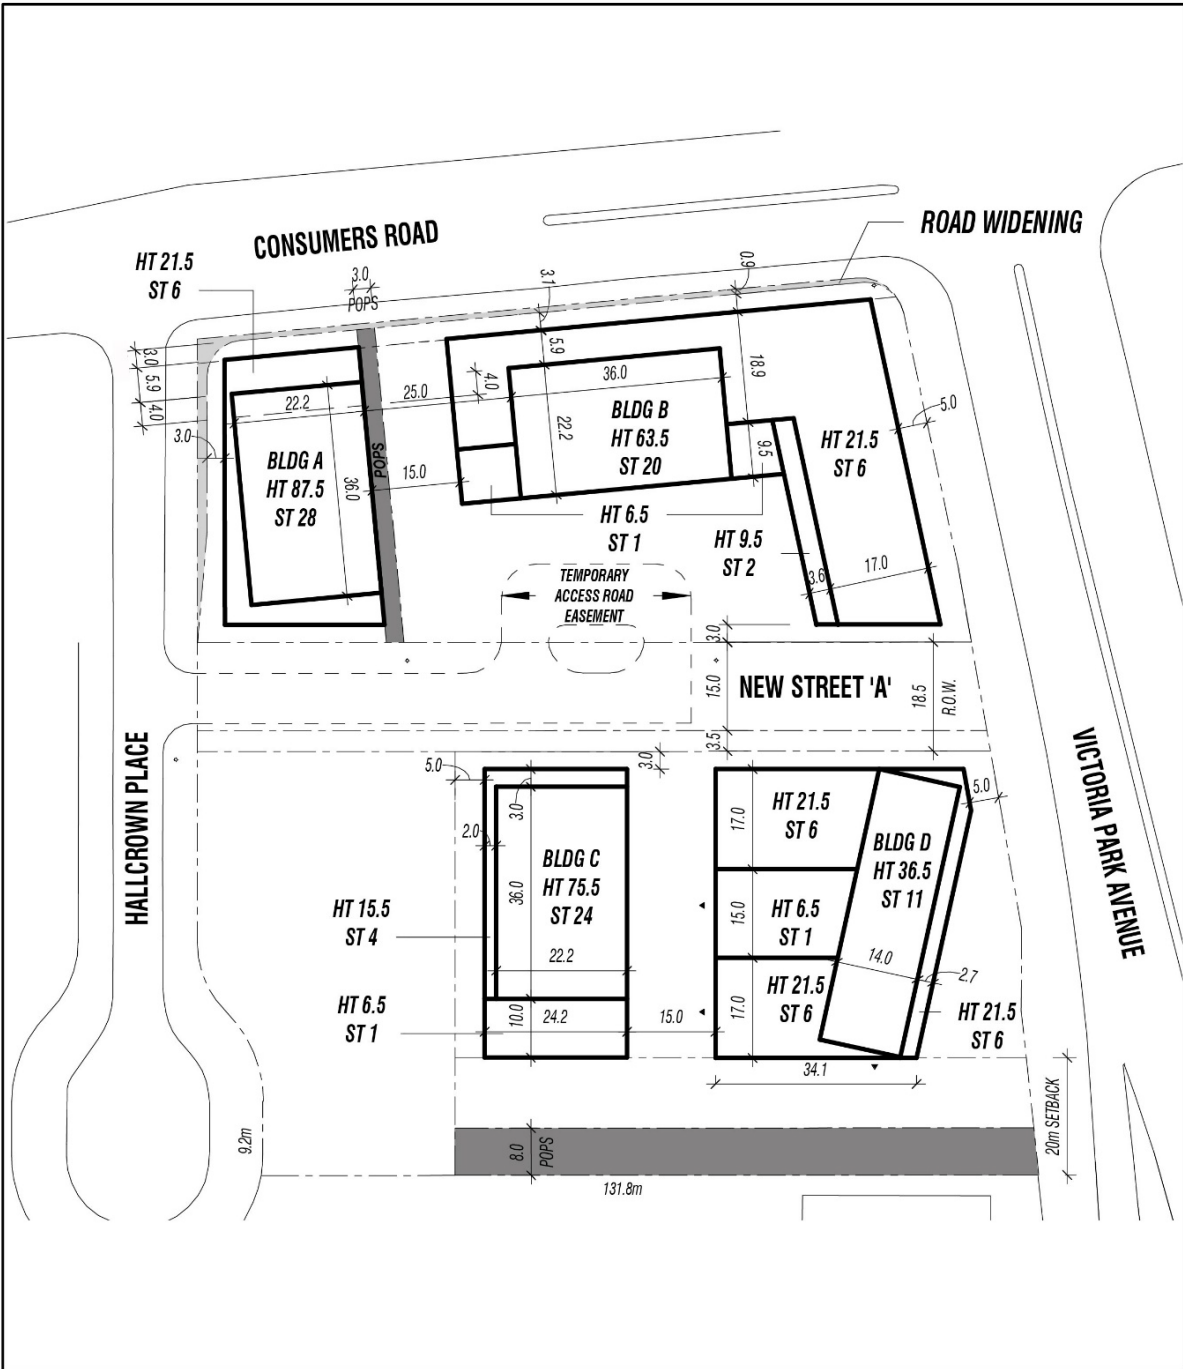 CONSUMERS ROAD
ROAD WIDENING
HT 21.5
ST 6
3.0
POPS
3.1
0.9
3.0
5.9
4.0
3.0
22.2
36.0
BLDG A
HT 87.5
ST 28
POPS
25.0
4.0
15.0
5.9
36.0
22.2
BLDG B
HT 63.5
ST 20
18.9
9.5
HT 21.5
ST 6
5.0
HT 6.5
ST 1
HT 9.5
ST 2
3.6
17.0
TEMPORARY
ACCESS ROAD
EASEMENT
3.0
15.0
3.5
NEW STREET 'A'
18.5
R.O.W.
HALLCROWN PLACE
VICTORIA PARK AVENUE
5.0
3.0
3.0
2.0
BLDG C
HT 75.5
ST 24
36.0
22.2
HT 15.5
ST 4
HT 6.5
ST 1
10.0
24.2
15.0
17.0
HT 21.5
ST 6
15.0
HT 6.5
ST 1
17.0
HT 21.5
ST 6
BLDG D
HT 36.5
ST 11
14.0
5.0
2.7
HT 21.5
ST 6
34.1
20m SETBACK
9.2m
8.0
POPS
131.8m